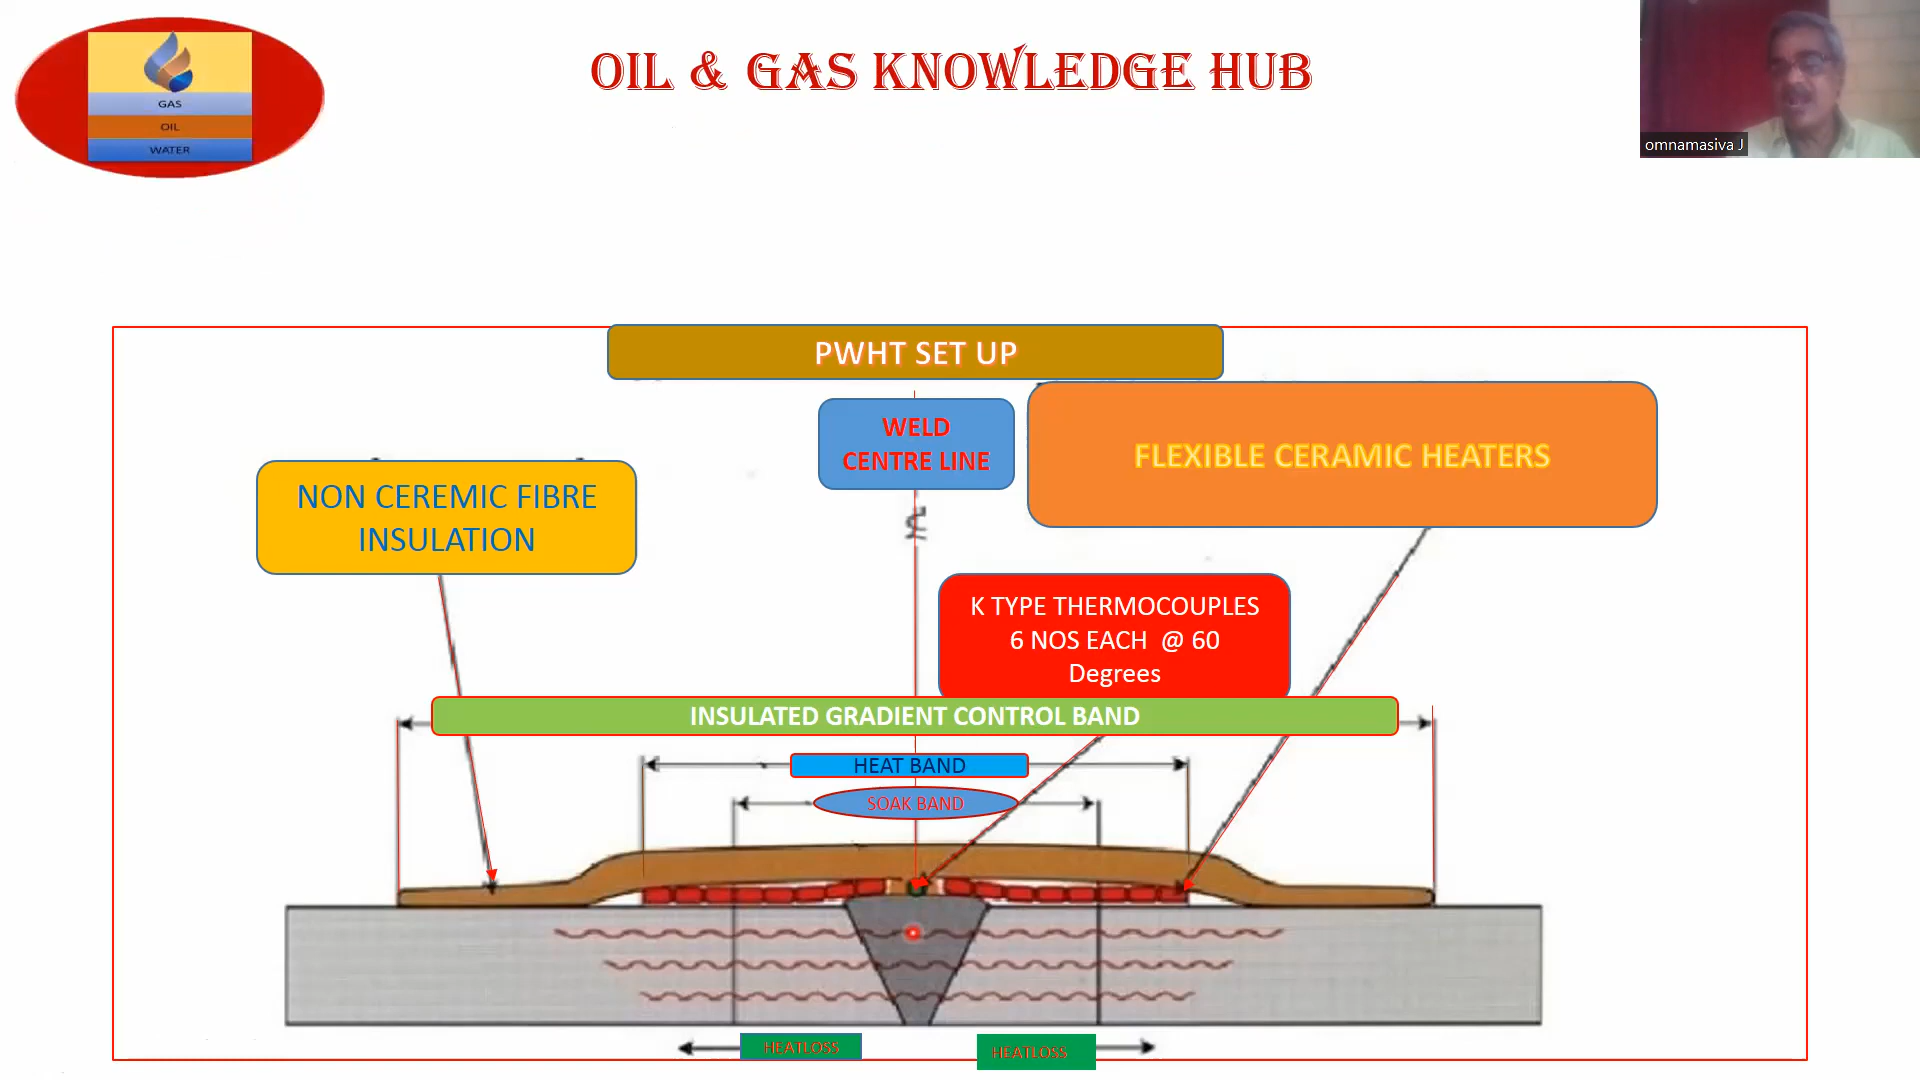 GAS
OIL
WATER
OIL & GAS KNOWLEDGE HUB
omnamasiva J
PWHT SET UP
WELD
CENTRE LINE
FLEXIBLE CERAMIC HEATERS
NON CEREMIC FIBRE
INSULATION
K TYPE THERMOCOUPLES
6 NOS EACH @ 60
Degrees
INSULATED GRADIENT CONTROL BAND
HEAT BAND
SOAK BAND
HEATLOSS
HEATLOSS